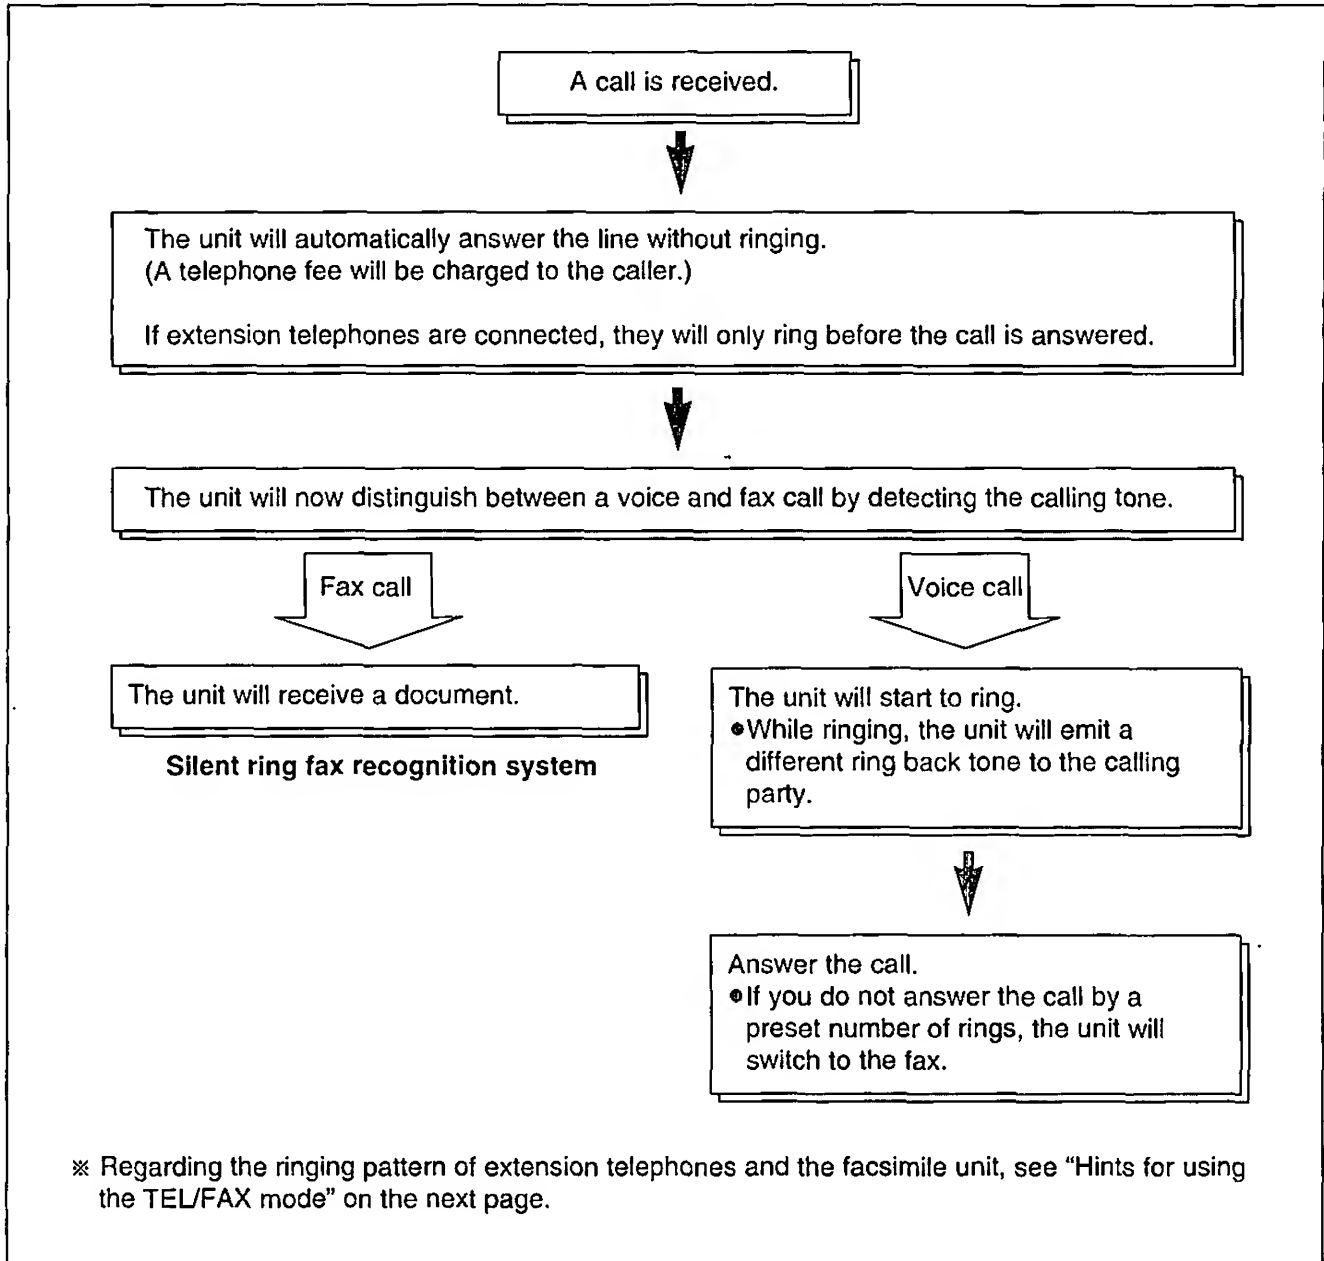 A call is received.
The unit will automatically answer the line without ringing.
(A telephone fee will be charged to the caller.)
If extension telephones are connected, they will only ring before the call is answered.
The unit will now distinguish between a voice and fax call by detecting the calling tone.
Fax call
Voice call
The unit will receive a document.
Silent ring fax recognition system
The unit will start to ring.
●While ringing, the unit will emit a
different ring back tone to the calling
party.
Answer the call.
●If you do not answer the call by a
preset number of rings, the unit will
switch to the fax.
※ Regarding the ringing pattern of extension telephones and the facsimile unit, see “Hints for using
the TEL/FAX mode” on the next page.